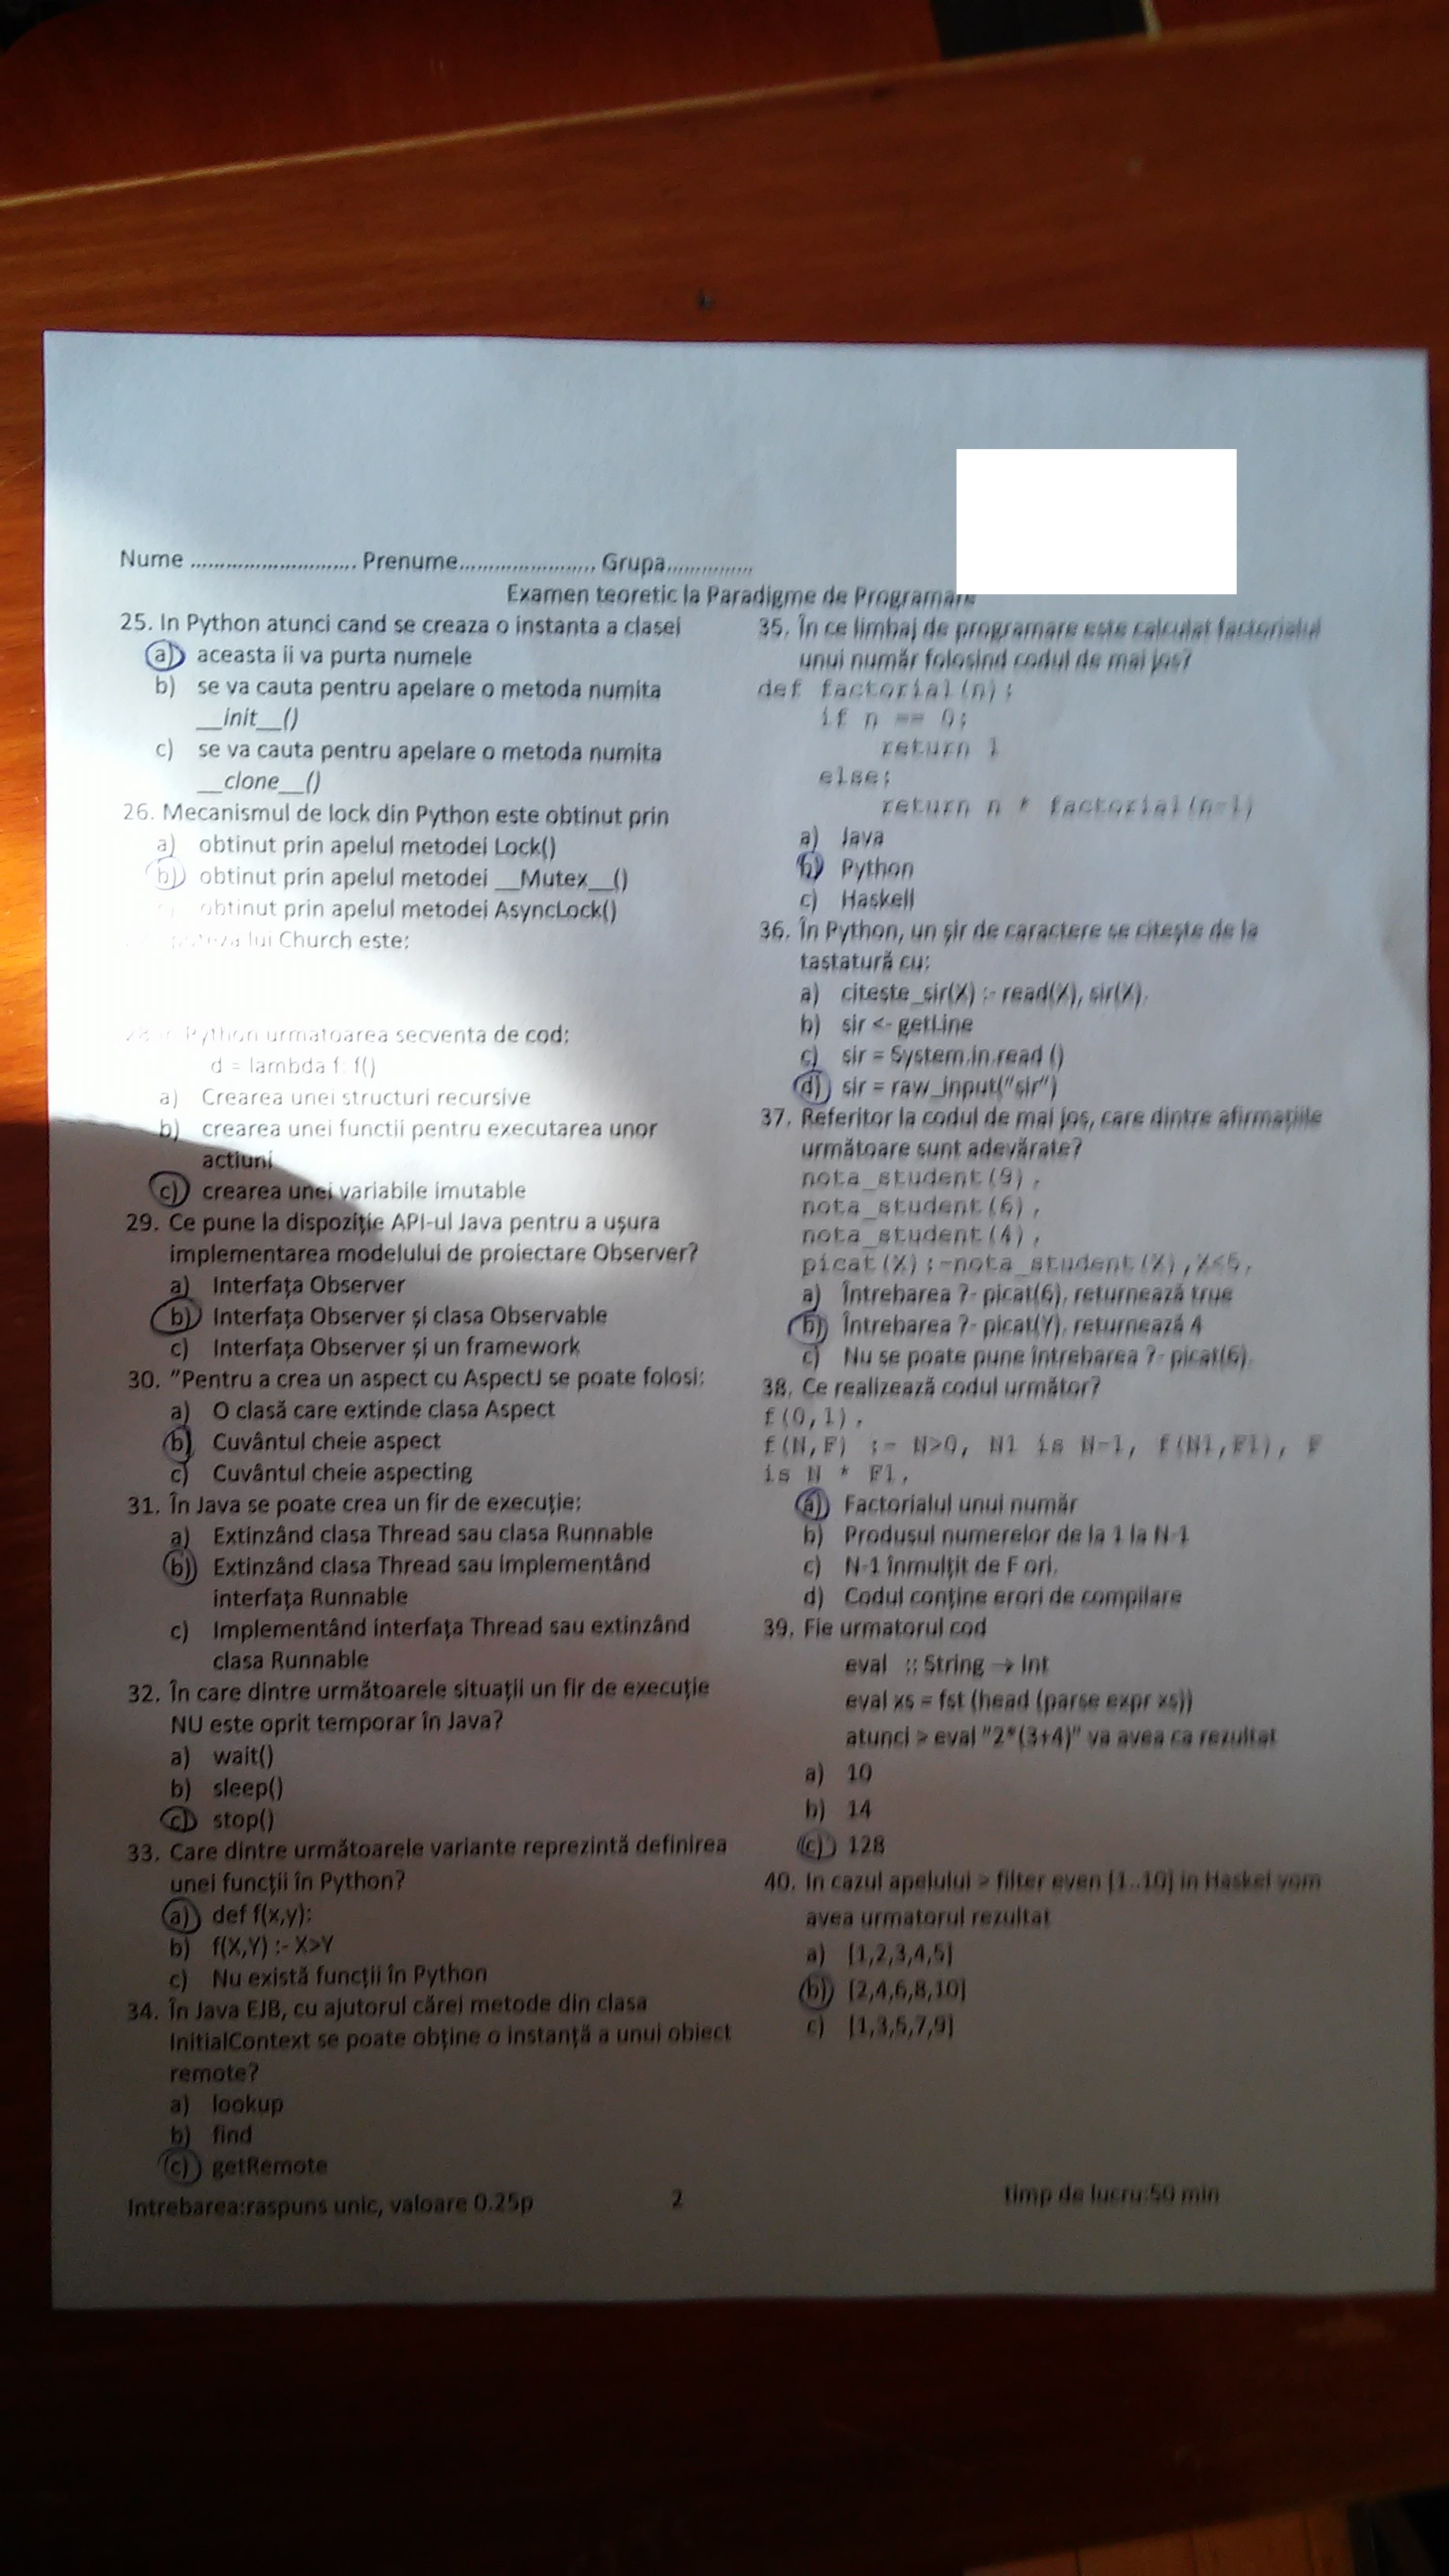 Nume ............................ Prenume....................... Grupa...............
Examen teoretic la Paradigme de Programare
25. In Python atunci cand se creaza o instanta a clasei
a) aceasta ii va purta numele
b) se va cauta pentru apelare o metoda numita
__init__()
c) se va cauta pentru apelare o metoda numita
__clone__()
26. Mecanismul de lock din Python este obtinut prin
a) obtinut prin apelul metodei Lock()
b) obtinut prin apelul metodei __Mutex__()
obtinut prin apelul metodei AsyncLock()
lui Church este:
Python urmatoarea secventa de cod:
d = lambda f: f()
a) Crearea unei structuri recursive
b) crearea unei functii pentru executarea unor
actiuni
c) crearea unei variabile imutable
29. Ce pune la dispoziție API-ul Java pentru a ușura
implementarea modelului de proiectare Observer?
a) Interfața Observer
b) Interfața Observer și clasa Observable
c) Interfața Observer și un framework
30. "Pentru a crea un aspect cu AspectJ se poate folosi:
a) O clasă care extinde clasa Aspect
b) Cuvântul cheie aspect
c) Cuvântul cheie aspecting
31. În Java se poate crea un fir de execuție:
a) Extinzând clasa Thread sau clasa Runnable
b) Extinzând clasa Thread sau implementând
interfața Runnable
c) Implementând interfața Thread sau extinzând
clasa Runnable
32. În care dintre următoarele situații un fir de execuție
NU este oprit temporar în Java?
a) wait()
b) sleep()
c) stop()
33. Care dintre următoarele variante reprezintă definirea
unei funcții în Python?
a) def f(x,y):
b) f(X,Y) :- X>Y
c) Nu există funcții în Python
34. În Java EJB, cu ajutorul cărei metode din clasa
InitialContext se poate obține o instanță a unui obiect
remote?
a) lookup
b) find
c) getRemote
35. În ce limbaj de programare este calculat factorialul
unui număr folosind codul de mai jos?
def factorial(n):
if n == 0:
return 1
else:
return n * factorial(n-1)
a) Java
b) Python
c) Haskell
36. În Python, un șir de caractere se citește de la
tastatură cu:
a) citeste_sir(X) :- read(X), sir(X).
b) sir <- getLine
c) sir = System.in.read ()
d) sir = raw_input("sir")
37. Referitor la codul de mai jos, care dintre afirmațiile
următoare sunt adevărate?
nota_student(9).
nota_student(6).
nota_student(4).
picat(X) :-nota_student(X),X<5.
a) Întrebarea ?- picat(6). returnează true
b) Întrebarea ?- picat(Y). returnează 4
c) Nu se poate pune întrebarea ?- picat(6).
38. Ce realizează codul următor?
f(0,1).
f(N,F) :- N>0, N1 is N-1, f(N1,F1), F
is N * F1.
a) Factorialul unui număr
b) Produsul numerelor de la 1 la N-1
c) N-1 înmulțit de F ori.
d) Codul conține erori de compilare
39. Fie urmatorul cod
eval :: String → Int
eval xs = fst (head (parse expr xs))
atunci > eval "2*(3+4)" va avea ca rezultat
a) 10
b) 14
c) 128
40. In cazul apelului > filter even [1..10] in Haskel vom
avea urmatorul rezultat
a) [1,2,3,4,5]
b) [2,4,6,8,10]
c) [1,3,5,7,9]
Intrebarea:raspuns unic, valoare 0.25p 2 timp de lucru:50 min